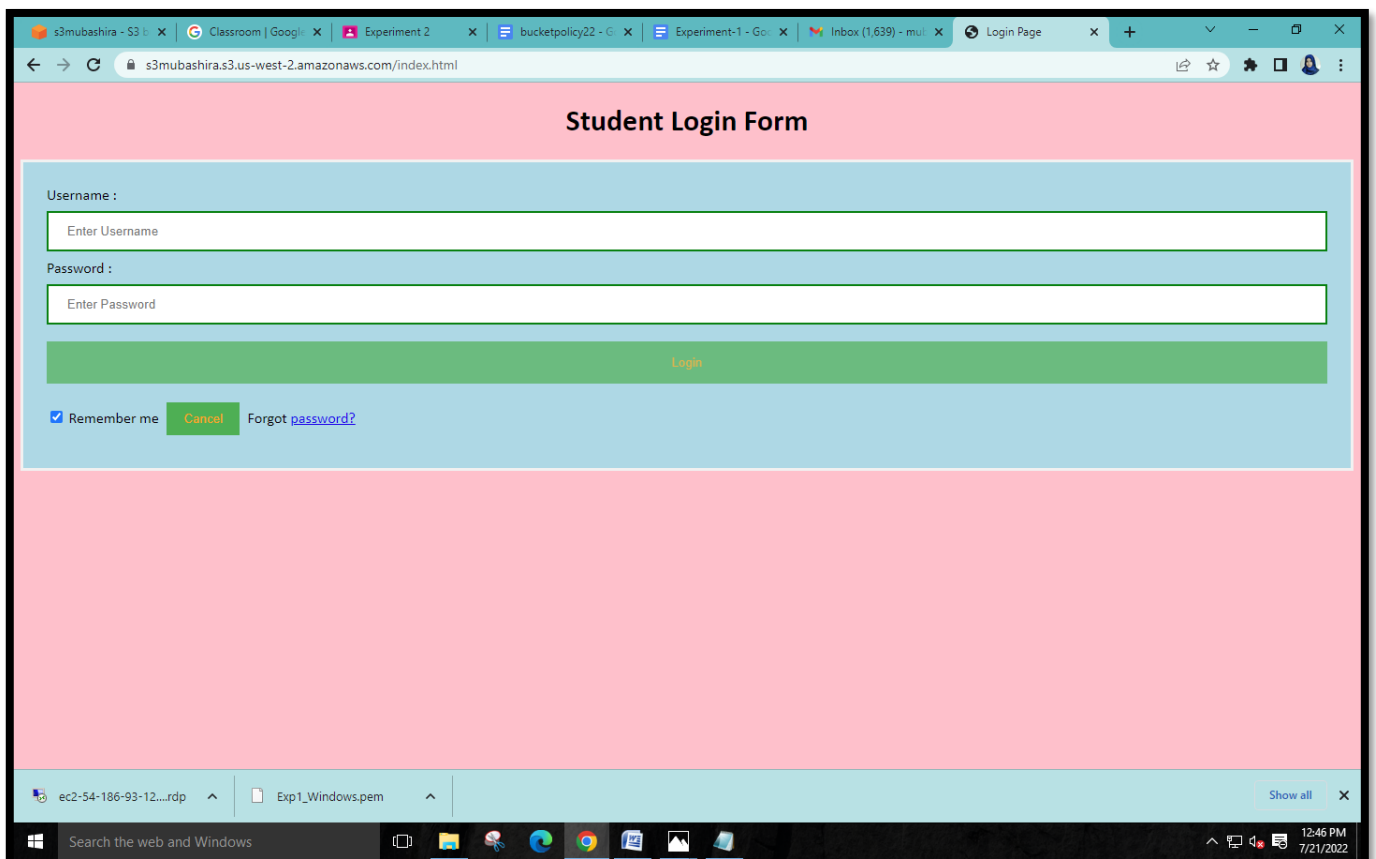 s3mubashira - S3 b
Classroom | Google
Experiment 2
bucketpolicy22 - G
Experiment-1 - Goo
Inbox (1,639) - mub
Login Page
s3mubashira.s3.us-west-2.amazonaws.com/index.html
Student Login Form
Username :
Enter Username
Password :
Enter Password
Login
Remember me Cancel Forgot password?
ec2-54-186-93-12....rdp
Exp1_Windows.pem
Show all
Search the web and Windows
12:46 PM
7/21/2022